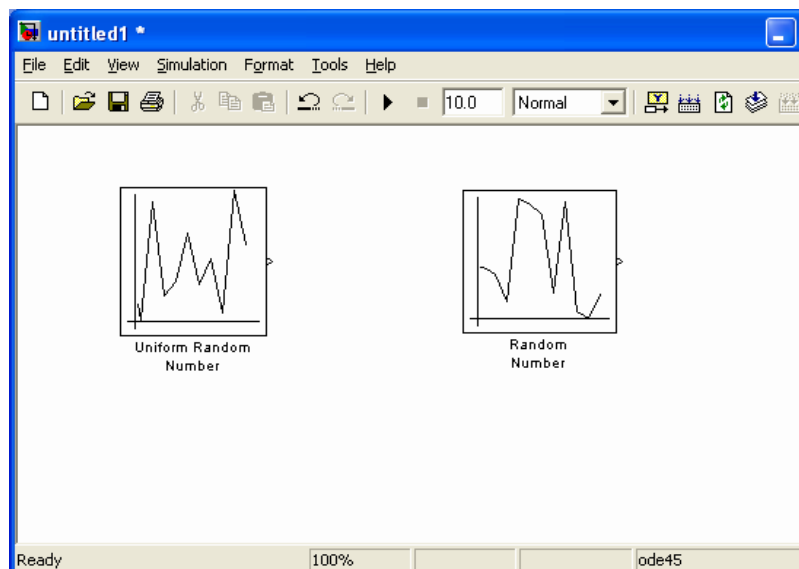 untitled1 *
File Edit View Simulation Format Tools Help
10.0 Normal
Uniform Random
Number
Random
Number
Ready 100% ode45